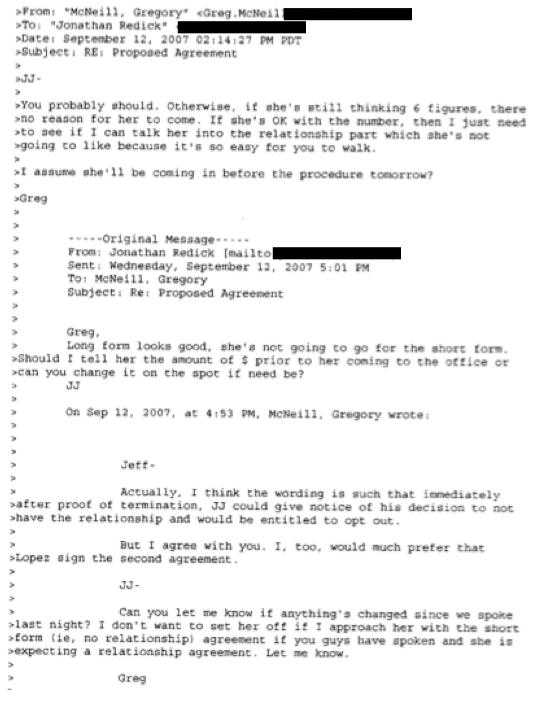 >From: "McNeill, Gregory" <Greg.McNeil
>To: "Jonathan Redick"
>Date: September 12, 2007 02:14:27 PM PDT
>Subject: RE: Proposed Agreement
>
>JJ-
>
>You probably should. Otherwise, if she's still thinking 6 figures, there
>no reason for her to come. If she's OK with the number, then I just need
>to see if I can talk her into the relationship part which she's not
>going to like because it's so easy for you to walk.
>
>I assume she'll be coming in before the procedure tomorrow?
>
>Greg
>
>
> -----Original Message-----
> From: Jonathan Redick [mailto
> Sent: Wednesday, September 12, 2007 5:01 PM
> To: McNeill, Gregory
> Subject: Re: Proposed Agreement
>
>
> Greg,
> Long form looks good, she's not going to go for the short form.
>Should I tell her the amount of $ prior to her coming to the office or
>can you change it on the spot if need be?
> JJ
>
> On Sep 12, 2007, at 4:53 PM, McNeill, Gregory wrote:
>
>
>
> Jeff-
>
> Actually, I think the wording is such that immediately
>after proof of termination, JJ could give notice of his decision to not
>have the relationship and would be entitled to opt out.
>
> But I agree with you. I, too, would much prefer that
>Lopez sign the second agreement.
>
> JJ-
>
> Can you let me know if anything's changed since we spoke
>last night? I don't want to set her off if I approach her with the short
>form (ie, no relationship) agreement if you guys have spoken and she is
>expecting a relationship agreement. Let me know.
>
> Greg